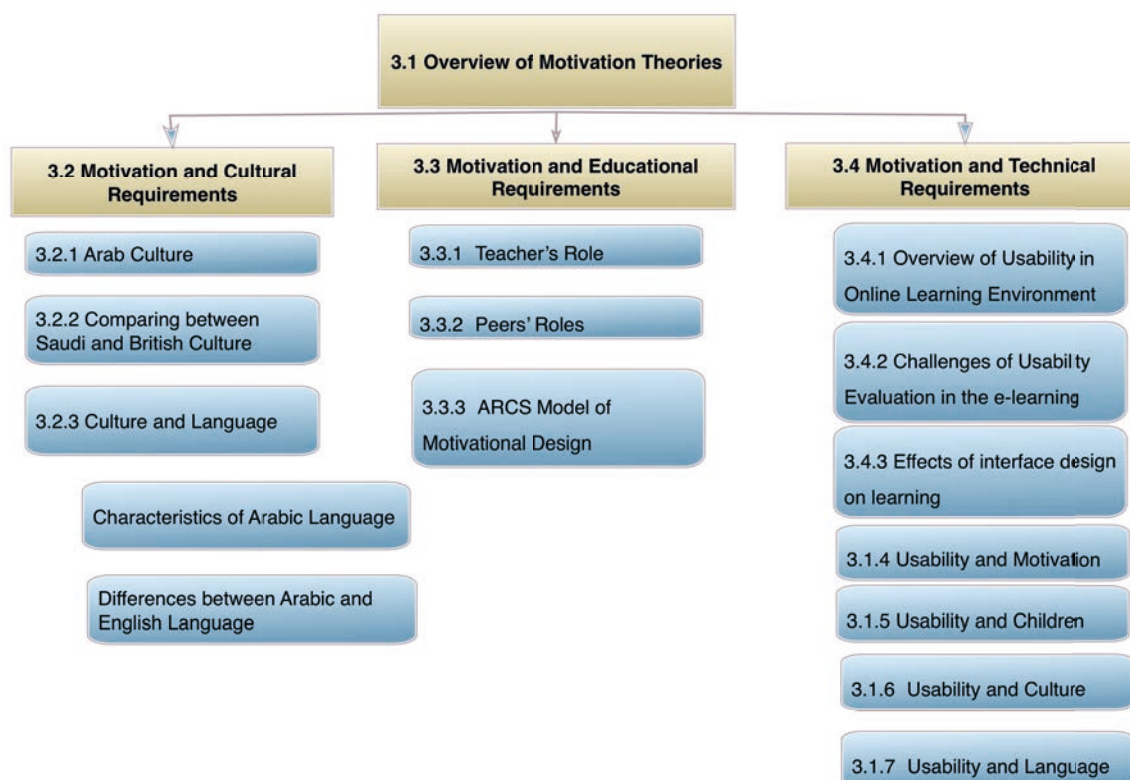 3.1 Overview of Motivation Theories
3.2 Motivation and Cultural
Requirements
3.2.1 Arab Culture
3.2.2 Comparing between
Saudi and British Culture
3.2.3 Culture and Language
Characteristics of Arabic Language
Differences between Arabic and
English Language
3.3 Motivation and Educational
Requirements
3.3.1 Teacher's Role
3.3.2 Peers' Roles
3.3.3 ARCS Model of
Motivational Design
3.4 Motivation and Technical
Requirements
3.4.1 Overview of Usability in
Online Learning Environment
3.4.2 Challenges of Usability
Evaluation in the e-learning
3.4.3 Effects of interface design
on learning
3.1.4 Usability and Motivation
3.1.5 Usability and Children
3.1.6 Usability and Culture
3.1.7 Usability and Language